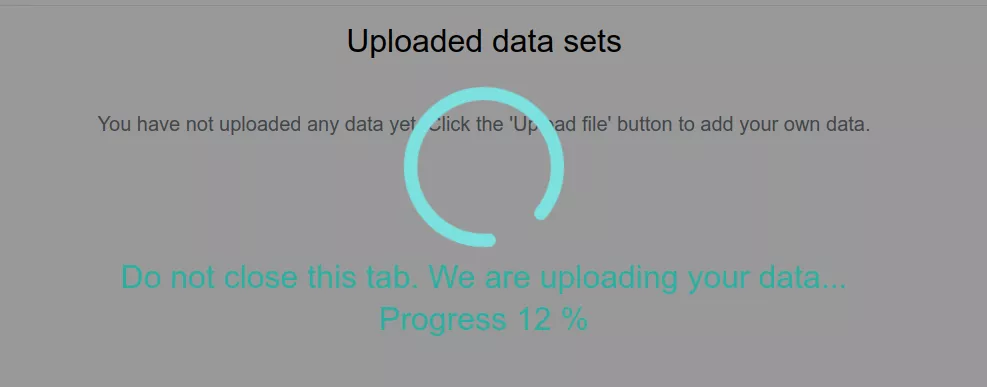 Uploaded data sets
You have not uploaded any data yet. Click the 'Upload file' button to add your own data.
Do not close this tab. We are uploading your data...
Progress 12 %